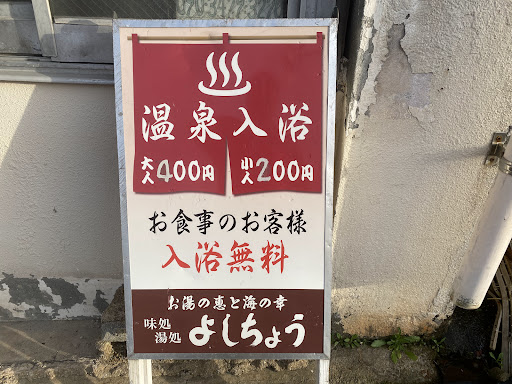 温泉入浴
大人400円 小人200円
お食事のお客様
入浴無料
お湯の恵と海の幸
味処
湯処
よしちょう